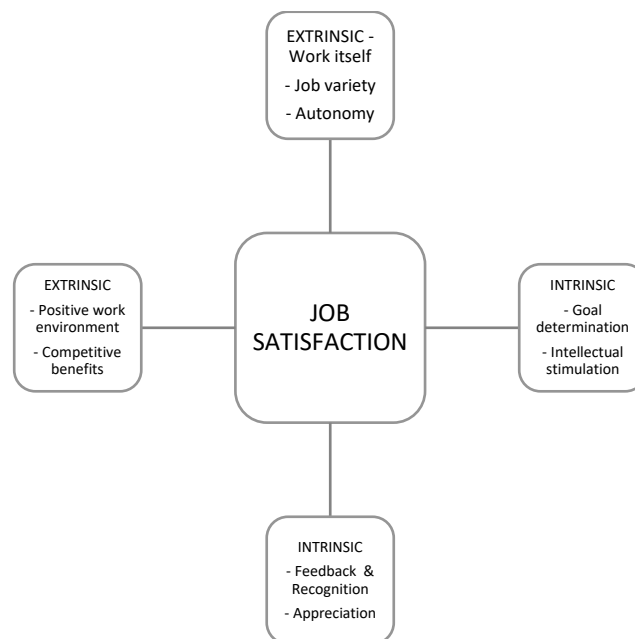 EXTRINSIC -
Work itself
- Job variety
- Autonomy
EXTRINSIC
- Positive work
environment
- Competitive
benefits
JOB
SATISFACTION
INTRINSIC
- Goal
determination
- Intellectual
stimulation
INTRINSIC
- Feedback &
Recognition
- Appreciation